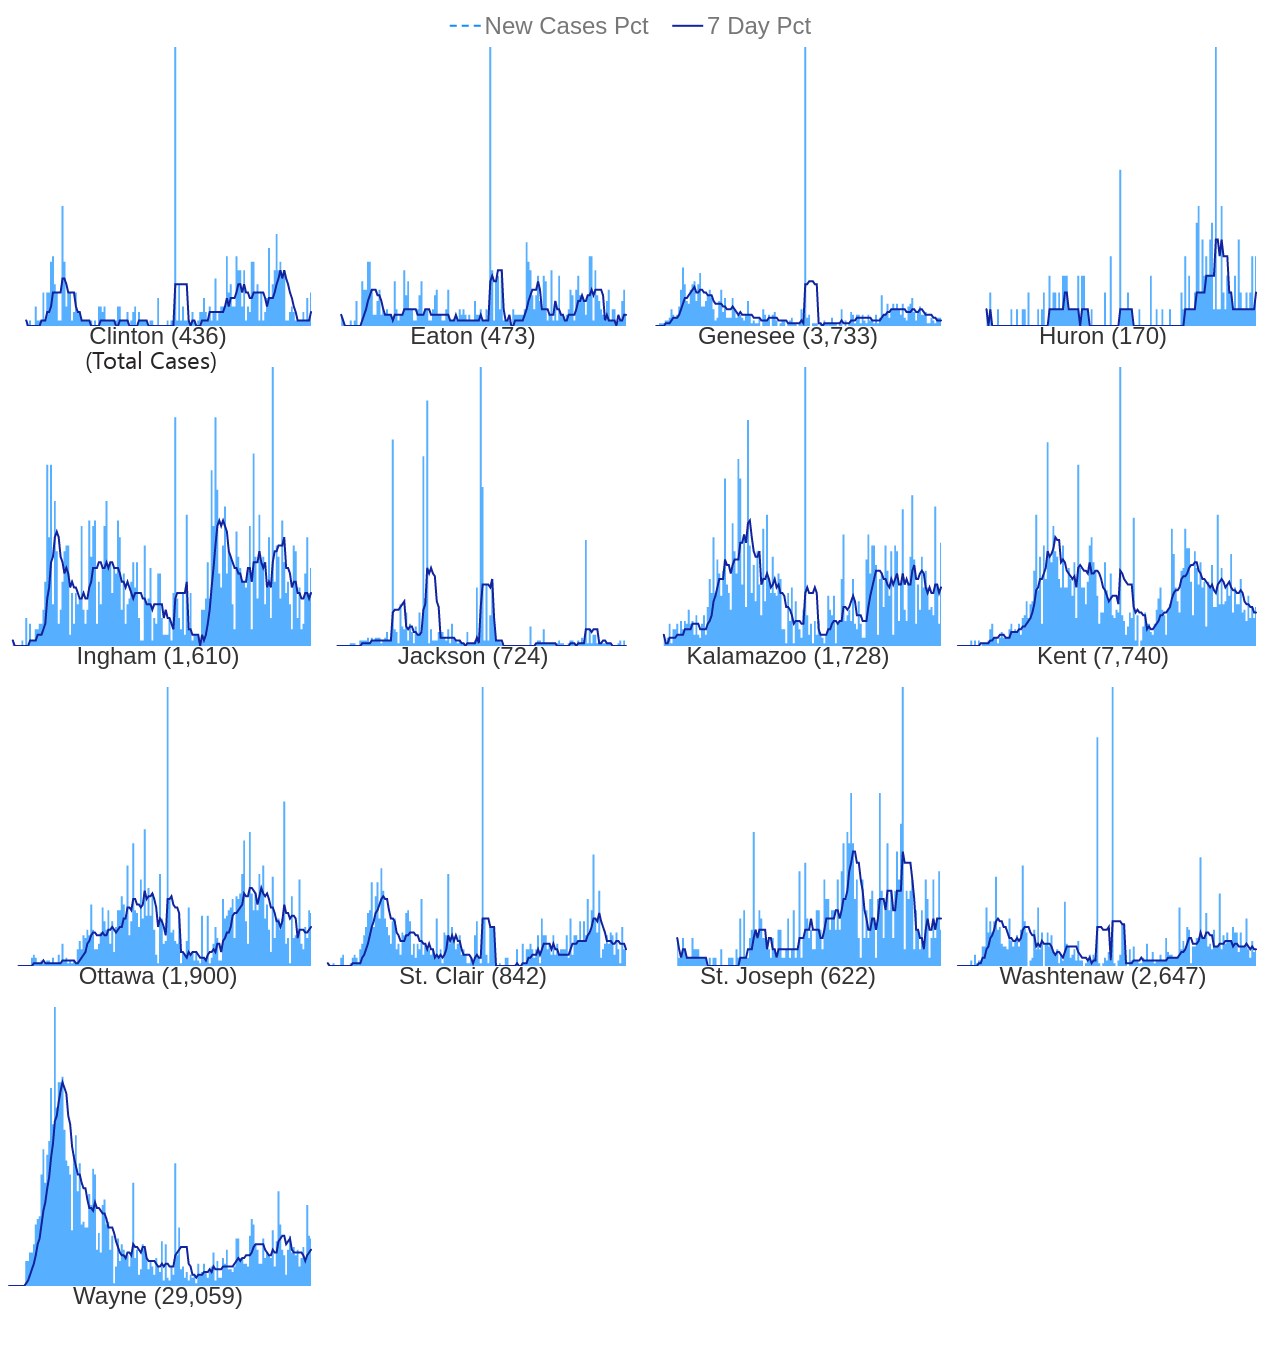 New Cases Pct 7 Day Pct
Clinton (436) Eaton (473) Genesee (3,733) Huron (170)
(Total Cases)
Ingham (1,610) Jackson (724) Kalamazoo (1,728) Kent (7,740)
Ottawa (1,900) St. Clair (842) St. Joseph (622) Washtenaw (2,647)
Wayne (29,059)